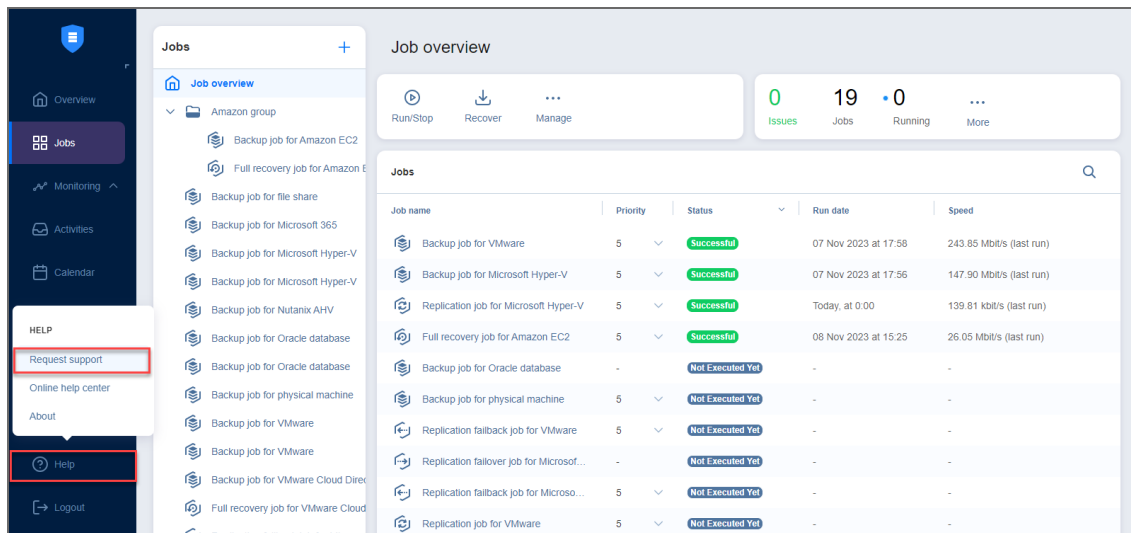 Overview
Jobs
Monitoring
Activities
Calendar
HELP
Request support
Online help center
About
Help
Logout
Jobs
Job overview
Amazon group
Backup job for Amazon EC2
Full recovery job for Amazon E
Backup job for file share
Backup job for Microsoft 365
Backup job for Microsoft Hyper-V
Backup job for Microsoft Hyper-V
Backup job for Nutanix AHV
Backup job for Oracle database
Backup job for Oracle database
Backup job for physical machine
Backup job for VMware
Backup job for VMware
Backup job for VMware Cloud Direc
Full recovery job for VMware Cloud
Job overview
Run/Stop Recover Manage
0 19 0
Issues Jobs Running More
Jobs
Job name Priority Status Run date Speed
Backup job for VMware 5 Successful 07 Nov 2023 at 17:58 243.85 Mbit/s (last run)
Backup job for Microsoft Hyper-V 5 Successful 07 Nov 2023 at 17:56 147.90 Mbit/s (last run)
Replication job for Microsoft Hyper-V 5 Successful Today, at 0:00 139.81 kbit/s (last run)
Full recovery job for Amazon EC2 5 Successful 08 Nov 2023 at 15:25 26.05 Mbit/s (last run)
Backup job for Oracle database - Not Executed Yet - -
Backup job for physical machine 5 Not Executed Yet - -
Replication failback job for VMware 5 Not Executed Yet - -
Replication failover job for Microsof... - Not Executed Yet - -
Replication failback job for Microso... 5 Not Executed Yet - -
Replication job for VMware 5 Not Executed Yet - -